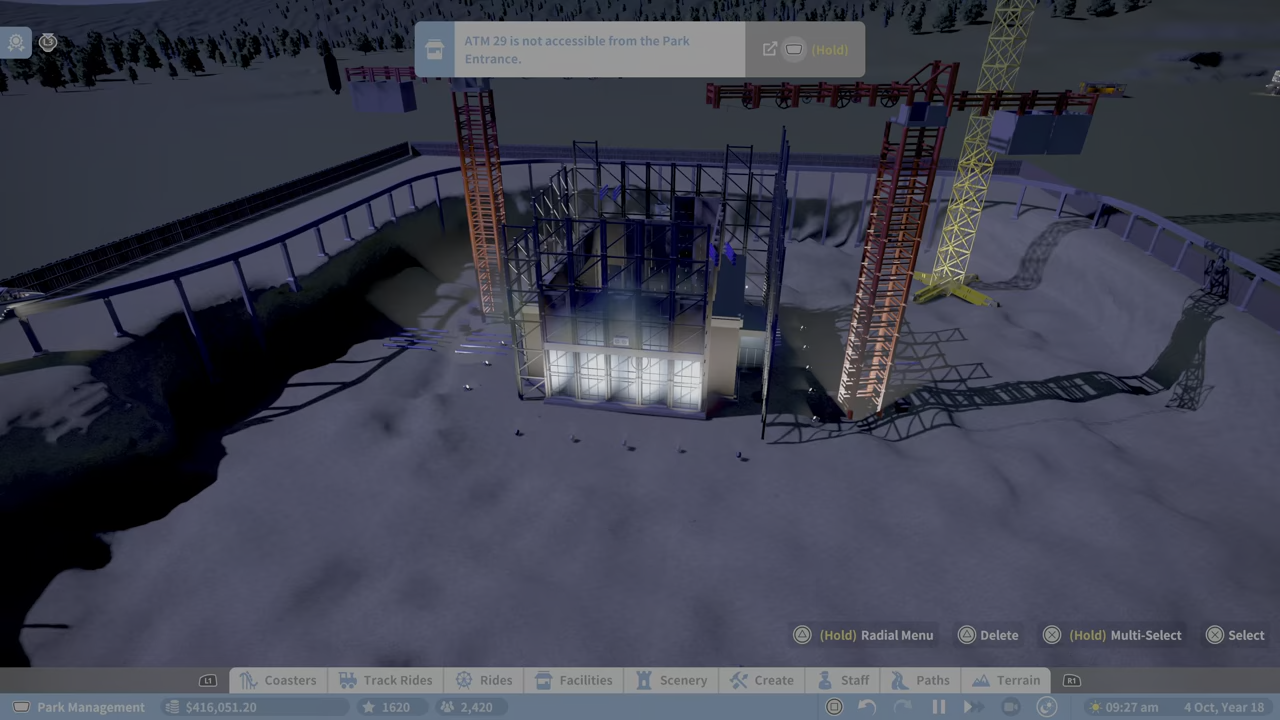 ATM 29 is not accessible from the Park
Entrance.
(Hold)
(Hold) Radial Menu
Delete
(Hold) Multi-Select
Select
L1
Coasters
Track Rides
Rides
Facilities
Scenery
Create
Staff
Paths
Terrain
R1
Park Management
$416,051.20
1620
2,420
09:27 am
4 Oct, Year 18